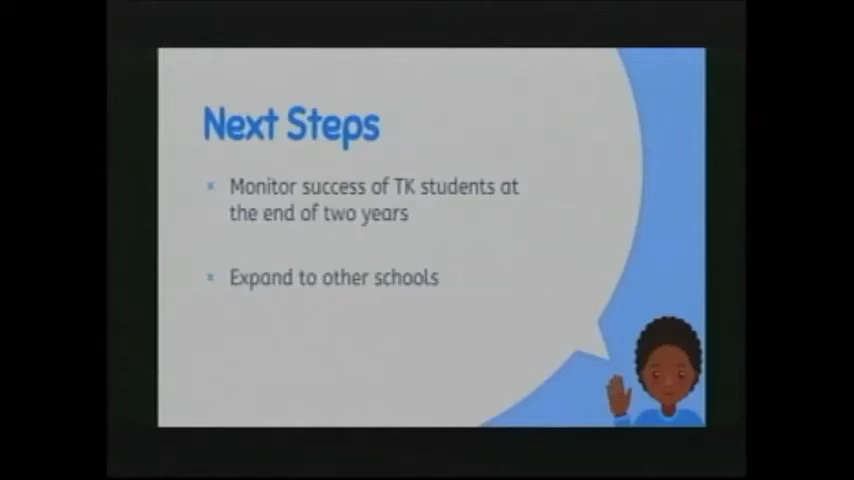 Next Steps
Monitor success of TK students at
the end of two years
Expand to other schools